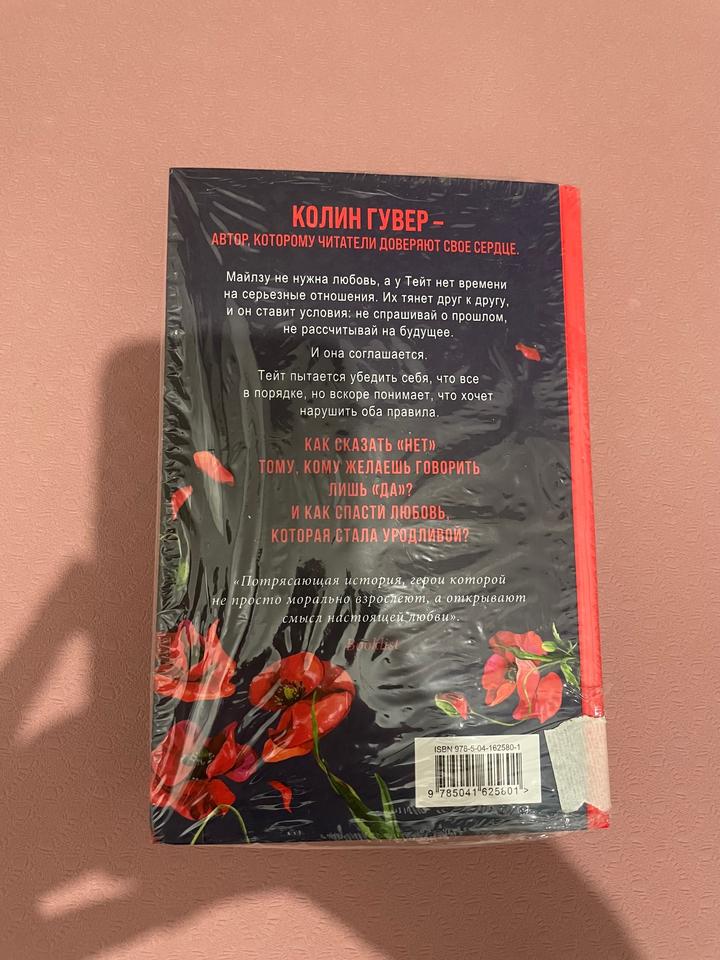 КОЛИН ГУВЕР –
АВТОР, КОТОРОМУ ЧИТАТЕЛИ ДОВЕРЯЮТ СВОЕ СЕРДЦЕ.
Майлзу не нужна любовь, а у Тейт нет времени
на серьезные отношения. Их тянет друг к другу,
и он ставит условия: не спрашивай о прошлом,
не рассчитывай на будущее.
И она соглашается.
Тейт пытается убедить себя, что все
в порядке, но вскоре понимает, что хочет
нарушить оба правила.
КАК СКАЗАТЬ «НЕТ»
ТОМУ, КОМУ ЖЕЛАЕШЬ ГОВОРИТЬ
ЛИШЬ «ДА»?
И КАК СПАСТИ ЛЮБОВЬ,
КОТОРАЯ СТАЛА УРОДЛИВОЙ?
«Потрясающая история, герои которой
не просто морально взрослеют, а открывают
смысл настоящей любви».
Booklist
ISBN 978-5-04-162580-1
9 785041 625801 >